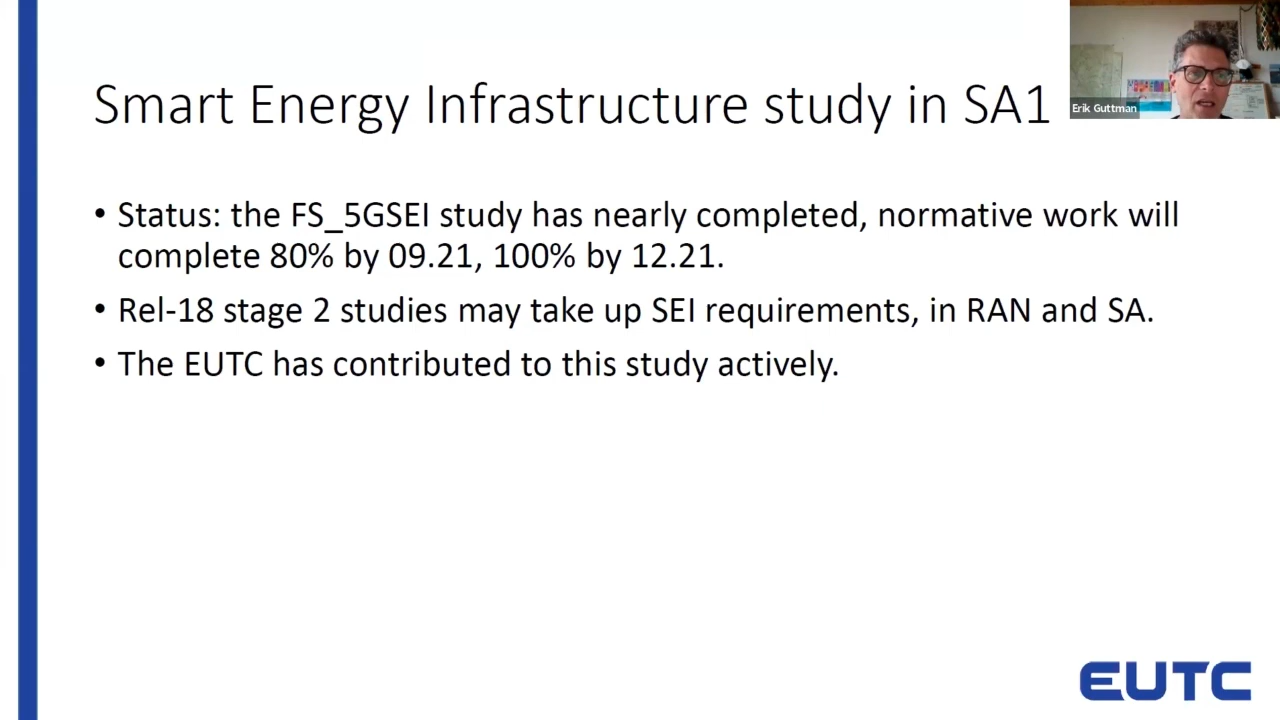 Smart Energy Infrastructure study in SA1
Erik Guttman
• Status: the FS_5GSEI study has nearly completed, normative work will
complete 80% by 09.21, 100% by 12.21.
• Rel-18 stage 2 studies may take up SEI requirements, in RAN and SA.
• The EUTC has contributed to this study actively.
EUTC